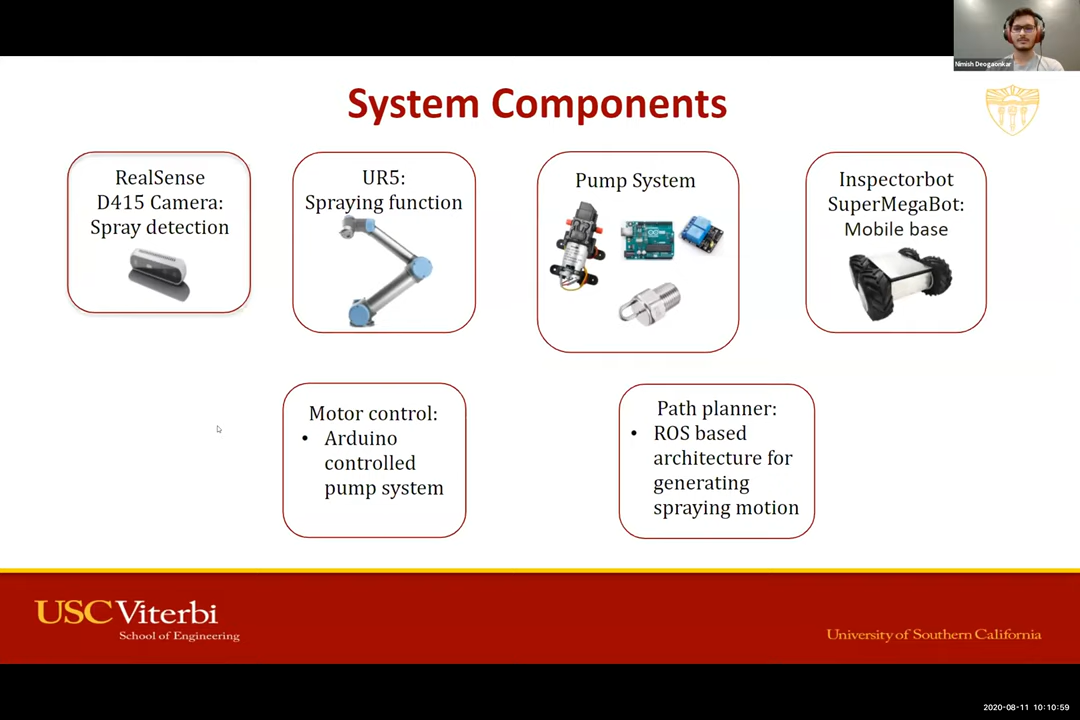 Nimish Deogaonkar
System Components
RealSense
D415 Camera:
Spray detection
UR5:
Spraying function
Pump System
Inspectorbot
SuperMegaBot:
Mobile base
Motor control:
• Arduino
controlled
pump system
Path planner:
• ROS based
architecture for
generating
spraying motion
USC Viterbi
School of Engineering
University of Southern California
2020-08-11 10:10:59